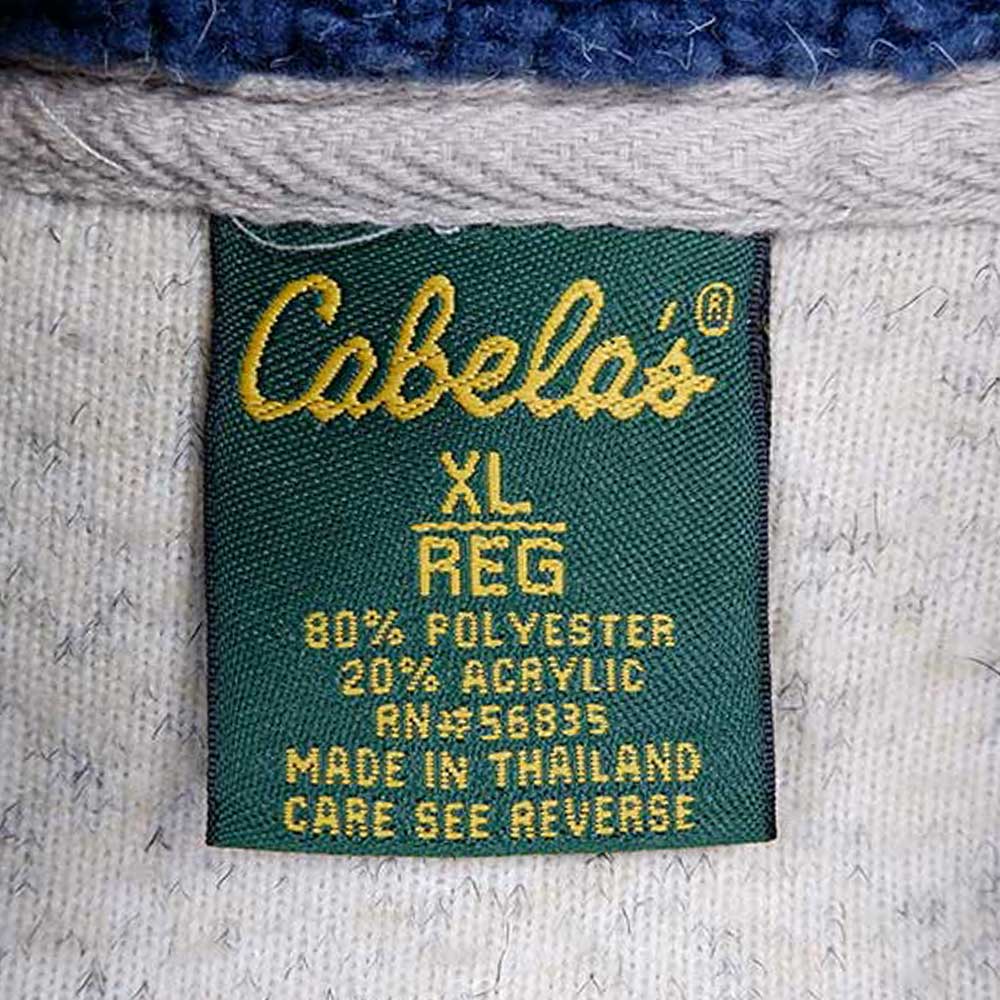 Cabela's®
XL
REG
80% POLYESTER
20% ACRYLIC
RN#56835
MADE IN THAILAND
CARE SEE REVERSE